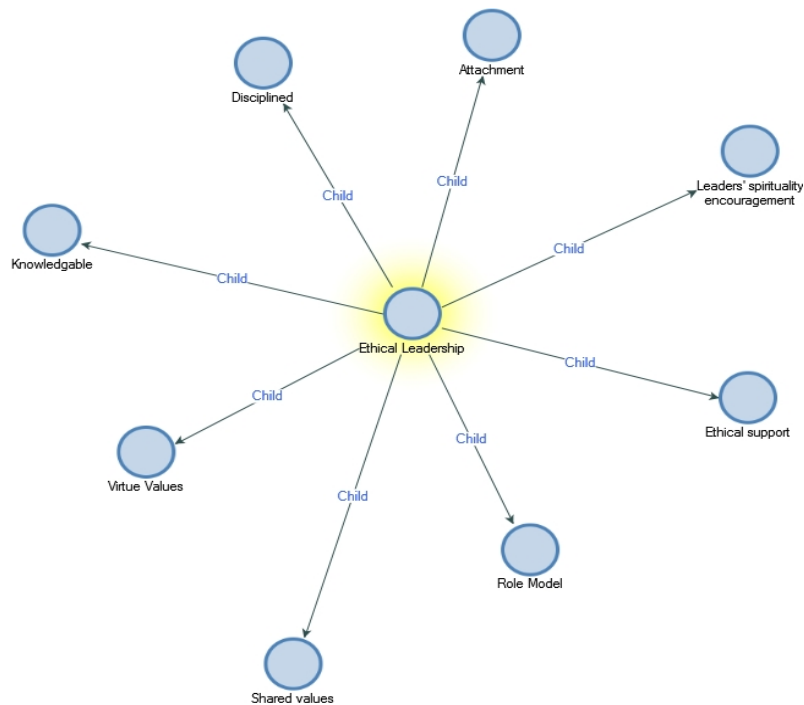 Attachment
Disciplined
Child
Child
Leaders' spirituality
encouragement
Child
Knowledgable
Child
Ethical Leadership
Child
Child
Ethical support
Child
Virtue Values
Child
Role Model
Shared values